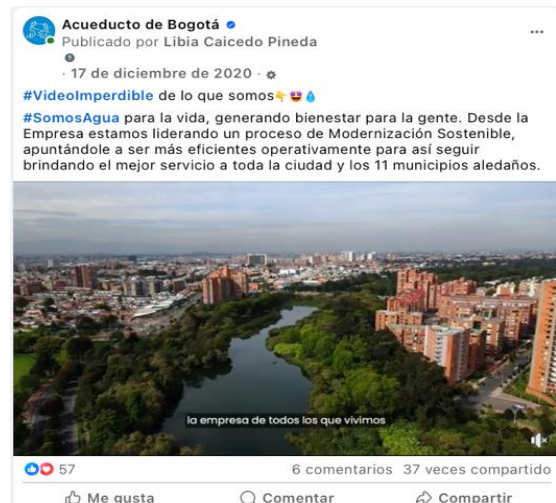 Acueducto de Bogotá
Publicado por Libia Caicedo Pineda
· 17 de diciembre de 2020 ·
#VideoImperdible de lo que somos👇🤩💧
#SomosAgua para la vida, generando bienestar para la gente. Desde la
Empresa estamos liderando un proceso de Modernización Sostenible,
apuntándole a ser más eficientes operativamente para así seguir
brindando el mejor servicio a toda la ciudad y los 11 municipios aledaños.
la empresa de todos los que vivimos
57 6 comentarios 37 veces compartido
Me gusta Comentar Compartir